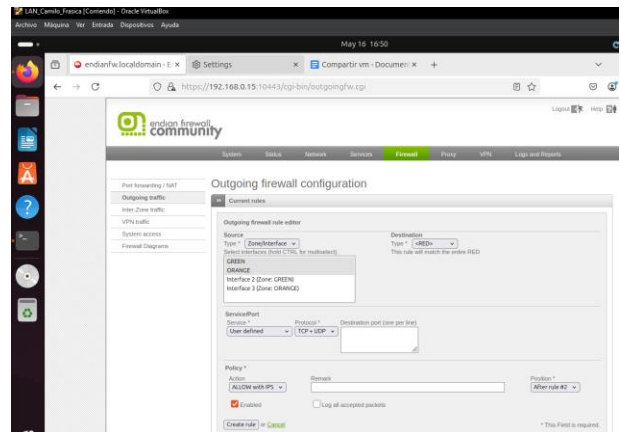 LAN_Camilo_Frasica [Corriendo] - Oracle VirtualBox
Archivo Máquina Ver Entrada Dispositivos Ayuda
May 16 16:50
endianfw.localdomain - E
Settings
Compartir vm - Documen
https://192.168.0.15:10443/cgi-bin/outgoingfw.cgi
Logout Help
endian firewall
community
System Status Network Services Firewall Proxy VPN Logs and Reports
Port forwarding / NAT
Outgoing traffic
Inter-Zone traffic
VPN traffic
System access
Firewall Diagrams
Outgoing firewall configuration
Current rules
Outgoing firewall rule editor
Source Destination
Type * Zone/Interface Type * <RED>
Select interfaces (hold CTRL for multiselect) This rule will match the entire RED
GREEN
ORANGE
Interface 2 (Zone: GREEN)
Interface 3 (Zone: ORANGE)
Service/Port
Service * Protocol * Destination port (one per line)
User defined TCP + UDP
Policy *
Action Remark Position *
ALLOW with IPS After rule #2
Enabled Log all accepted packets
Create rule or Cancel * This Field is required.